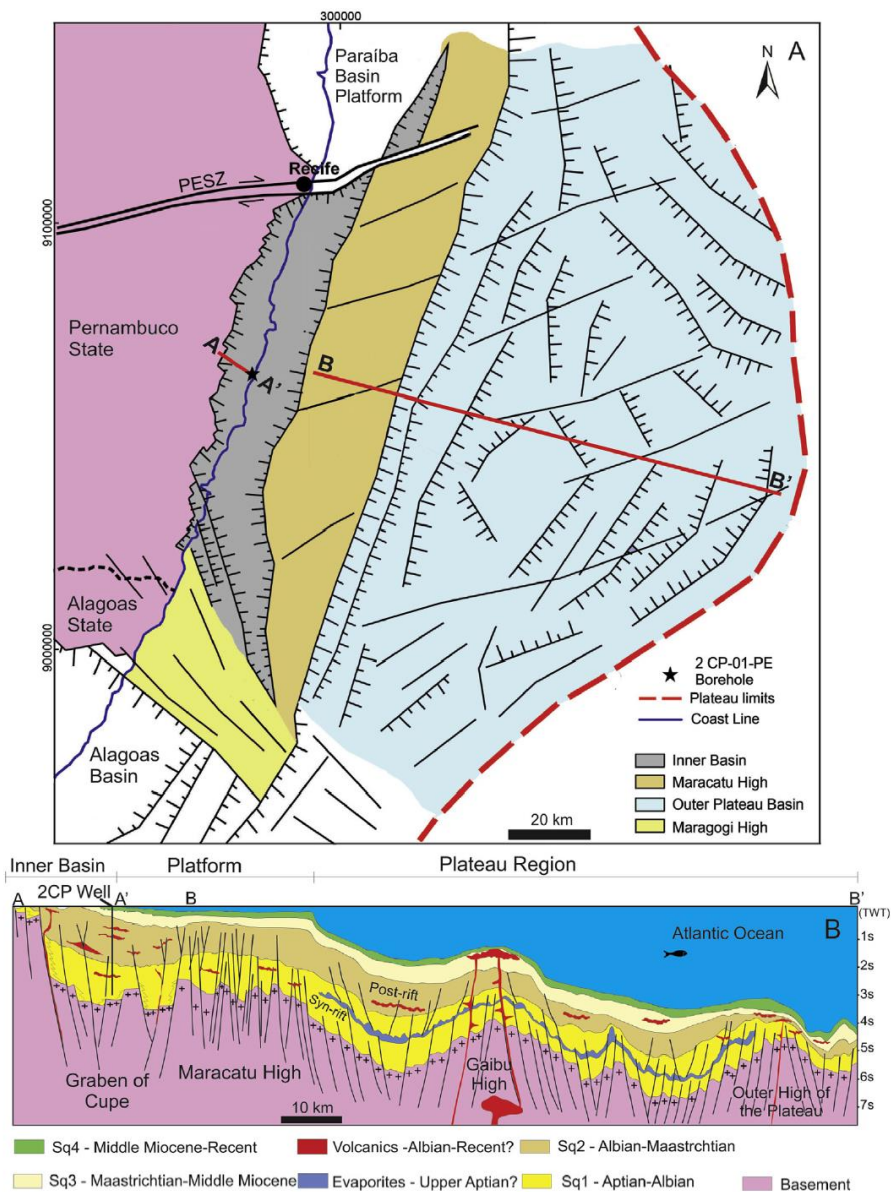 300000
Paraíba
Basin
Platform
A
N
Recife
PESZ
9100000
Pernambuco
State
A
A'
B
B'
Alagoas
State
9000000
Alagoas
Basin
2 CP-01-PE
Borehole
Plateau limits
Coast Line
Inner Basin
Maracatu High
Outer Plateau Basin
Maragogi High
20 km
Inner Basin Platform Plateau Region
2CP Well
A A' B B'
(TWT)
B
.1s
.2s
.3s
.4s
.5s
.6s
.7s
Atlantic Ocean
Post-rift
Syn-rift
Graben of
Cupe
Maracatu High
Gaibu
High
Outer High of
the Plateau
10 km
Sq4 - Middle Miocene-Recent
Volcanics -Albian-Recent?
Sq2 - Albian-Maastrchtian
Sq3 - Maastrichtian-Middle Miocene
Evaporites - Upper Aptian?
Sq1 - Aptian-Albian
Basement